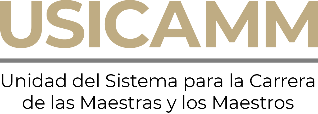 USICAMM
Unidad del Sistema para la Carrera
de las Maestras y los Maestros